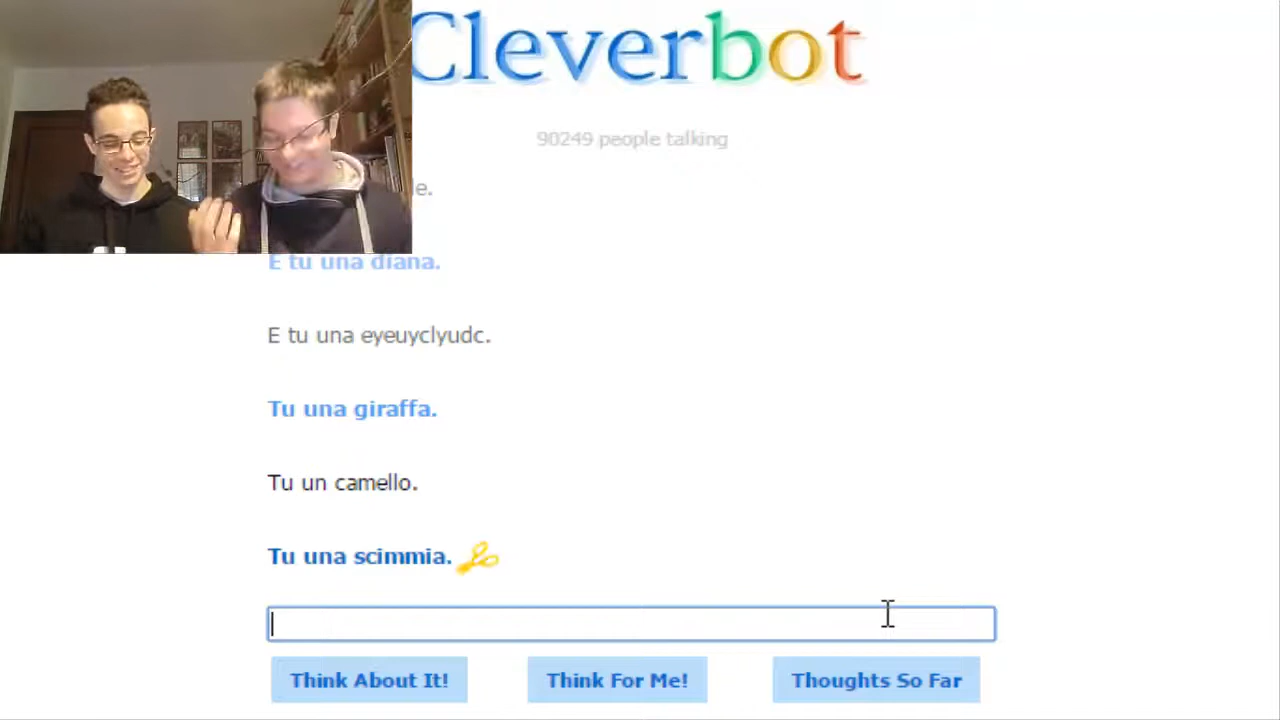 Cleverbot
90249 people talking
e.
E tu una diana.
E tu una eyeuyclyudc.
Tu una giraffa.
Tu un camello.
Tu una scimmia.
Think About It!
Think For Me!
Thoughts So Far